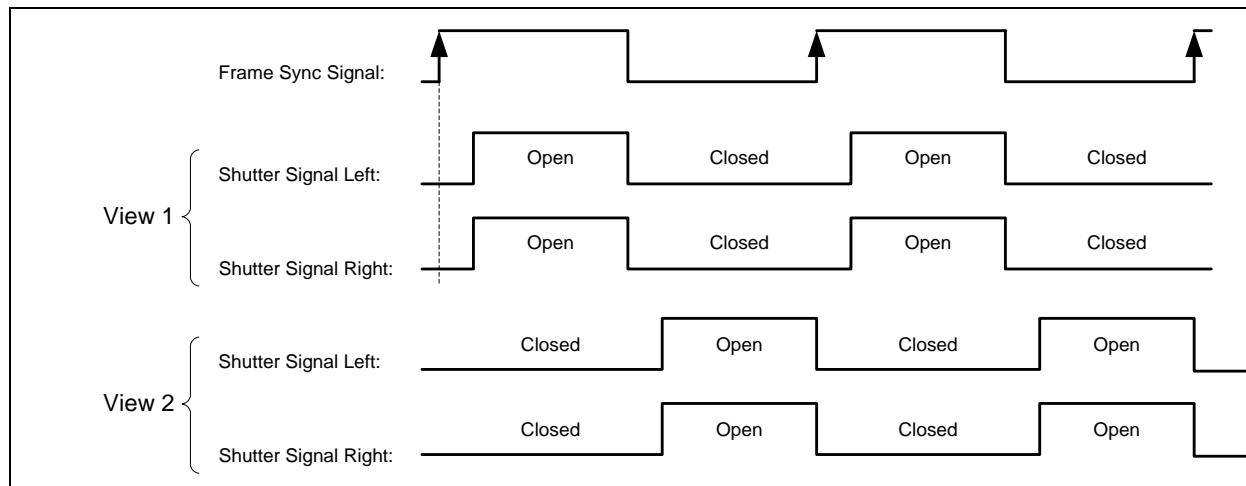 Frame Sync Signal:
View 1
Shutter Signal Left:
Open Closed Open Closed
Shutter Signal Right:
Open Closed Open Closed
View 2
Shutter Signal Left:
Closed Open Closed Open
Shutter Signal Right:
Closed Open Closed Open